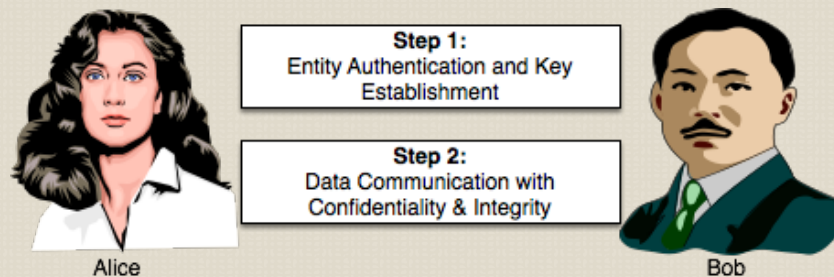 Step 1:
Entity Authentication and Key
Establishment
Step 2:
Data Communication with
Confidentiality & Integrity
Alice
Bob